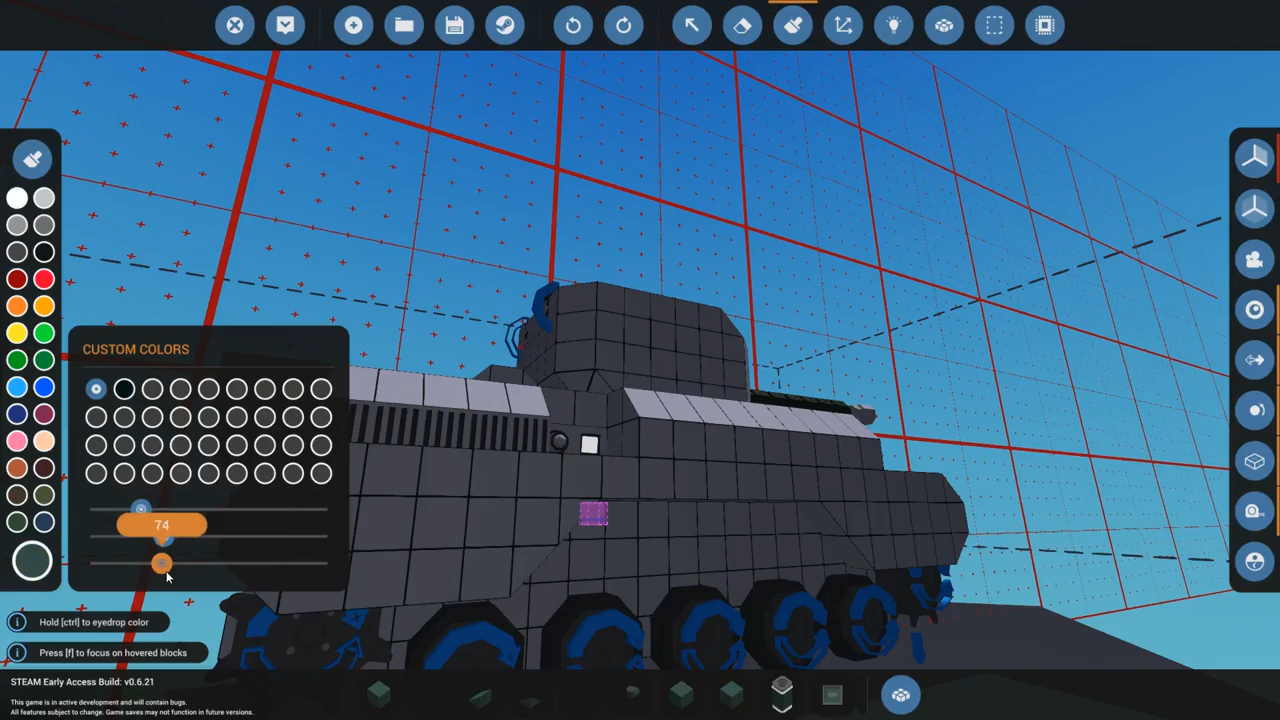 CUSTOM COLORS
74
Hold [ctrl] to eyedrop color
Press [f] to focus on hovered blocks
STEAM Early Access Build: v0.6.21
This game is in active development and will contain bugs.
All features subject to change. Game saves may not function in future versions.